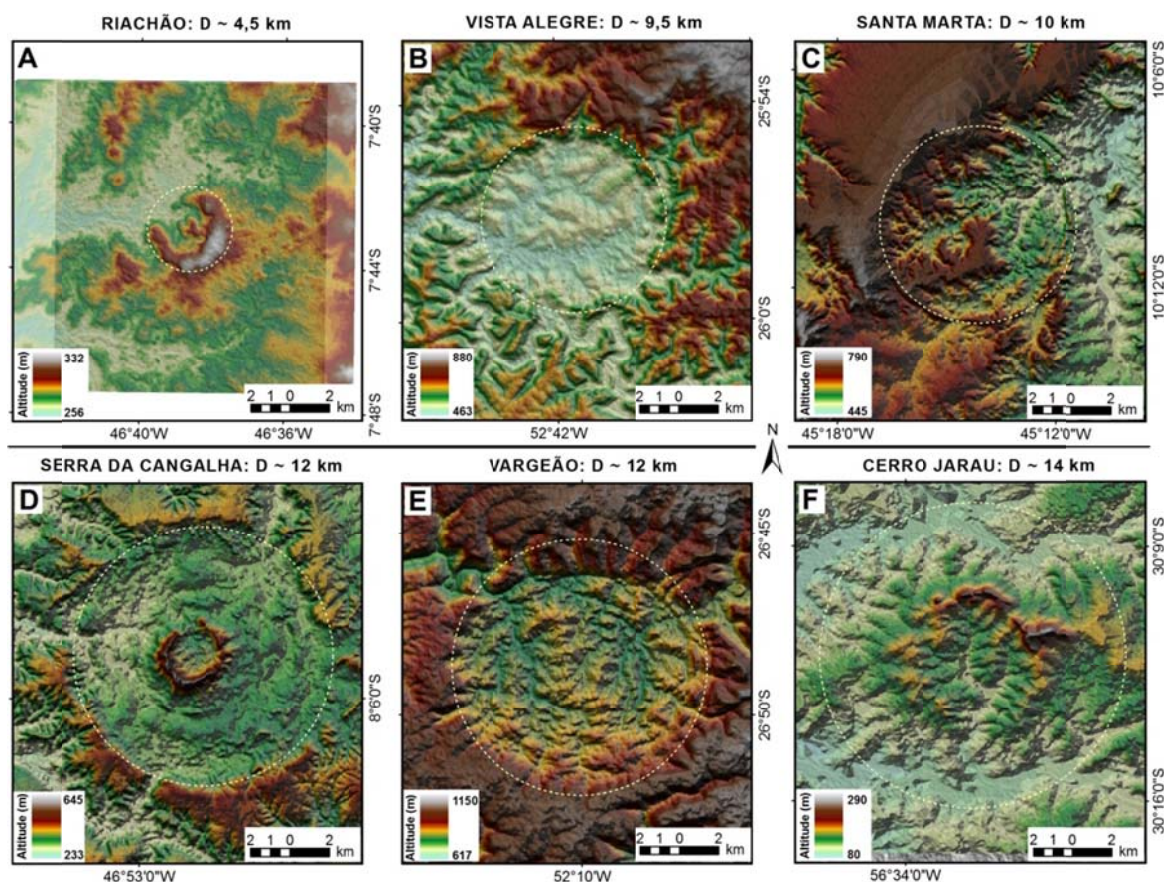 RIACHÃO: D ~ 4,5 km
A
7°40'S
7°44'S
7°48'S
46°40'W
46°36'W
Altitude (m)
332
256
2 1 0 2
km
VISTA ALEGRE: D ~ 9,5 km
B
25°54'S
26°0'S
52°42'W
Altitude (m)
880
463
2 1 0 2
km
SANTA MARTA: D ~ 10 km
C
10°6'0"S
10°12'0"S
45°18'0"W
45°12'0"W
Altitude (m)
790
445
2 1 0 2
km
N
SERRA DA CANGALHA: D ~ 12 km
D
8°6'0"S
46°53'0"W
Altitude (m)
645
233
2 1 0 2
km
VARGEÃO: D ~ 12 km
E
26°45'S
26°50'S
52°10'W
Altitude (m)
1150
617
2 1 0 2
km
CERRO JARAU: D ~ 14 km
F
30°9'0"S
30°16'0"S
56°34'0"W
Altitude (m)
290
80
2 1 0 2
km